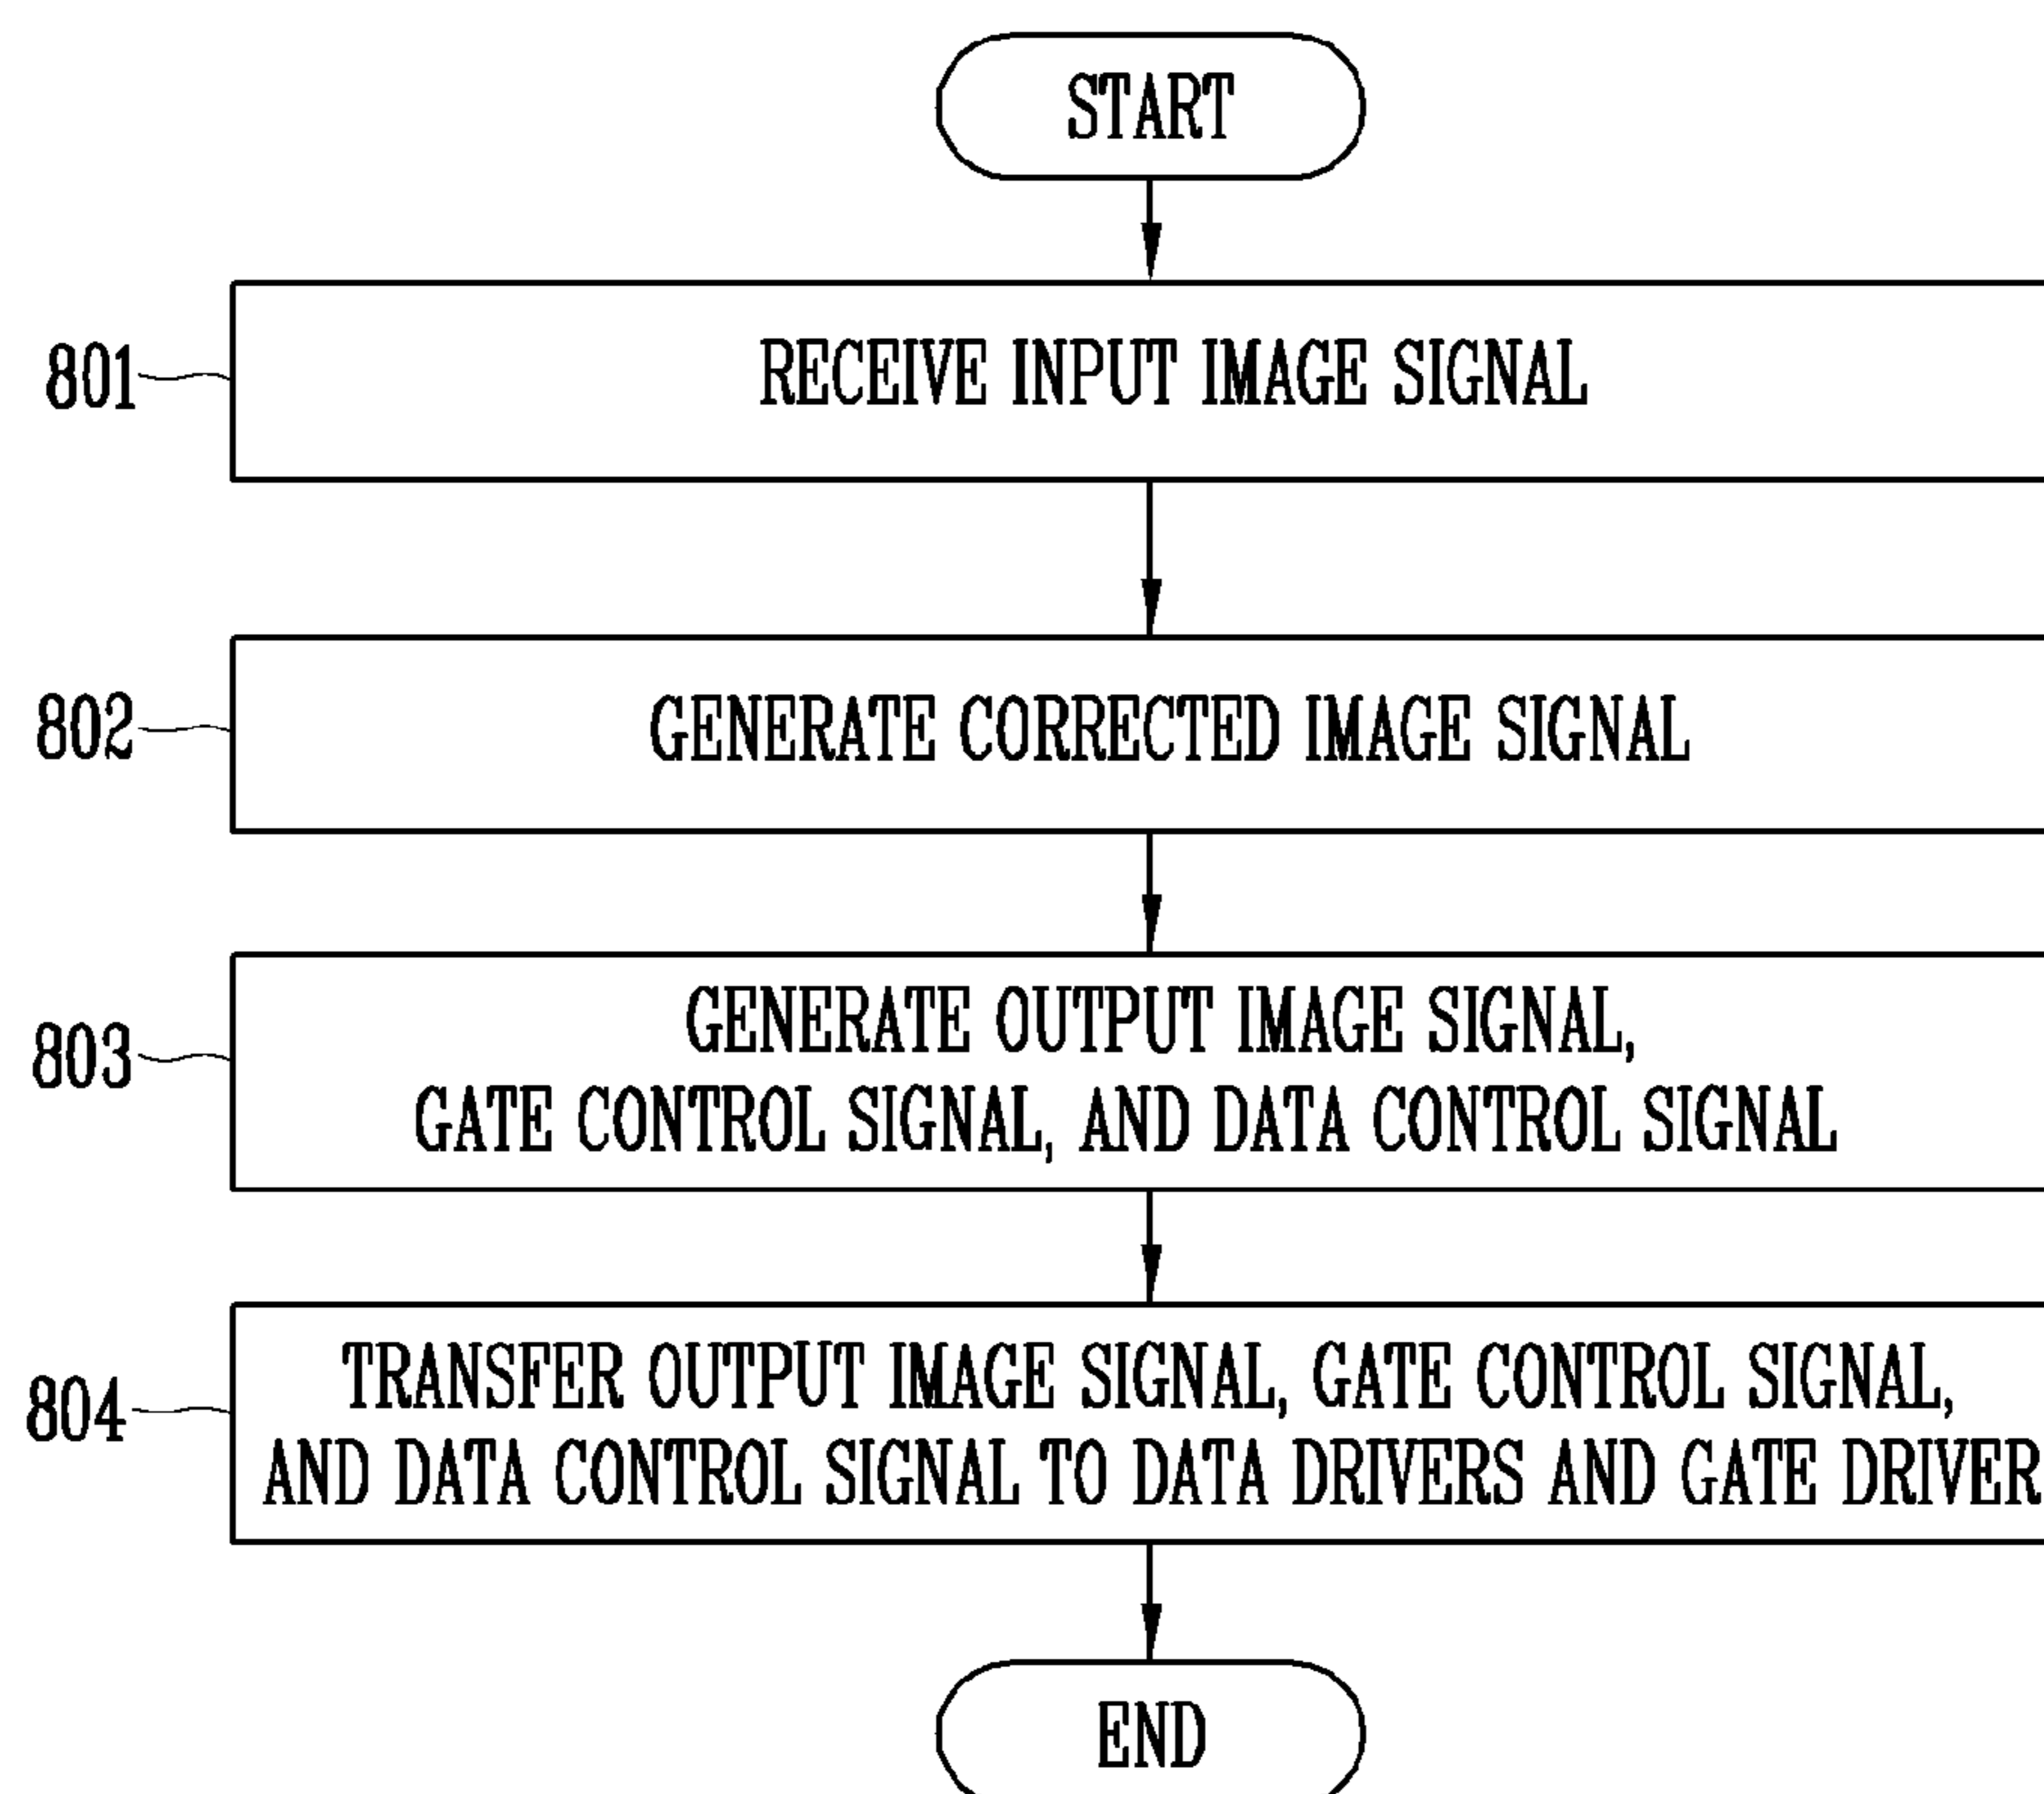 START
801
RECEIVE INPUT IMAGE SIGNAL
802
GENERATE CORRECTED IMAGE SIGNAL
803
GENERATE OUTPUT IMAGE SIGNAL,
GATE CONTROL SIGNAL, AND DATA CONTROL SIGNAL
804
TRANSFER OUTPUT IMAGE SIGNAL, GATE CONTROL SIGNAL,
AND DATA CONTROL SIGNAL TO DATA DRIVERS AND GATE DRIVER
END